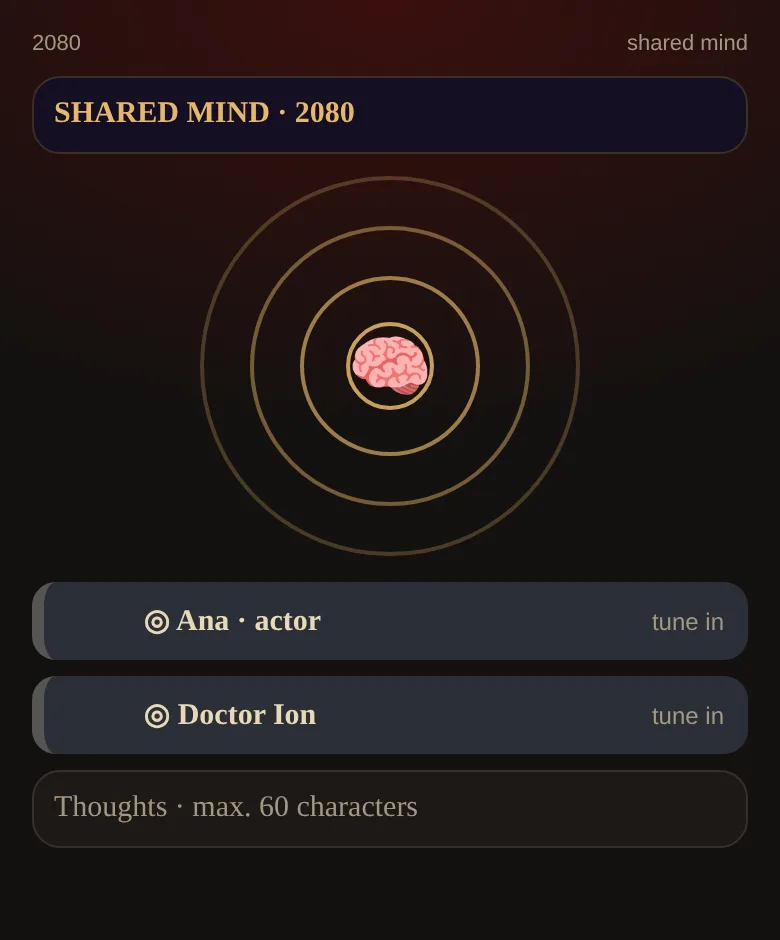 2080
shared mind
SHARED MIND · 2080
◎ Ana · actor
tune in
◎ Doctor Ion
tune in
Thoughts · max. 60 characters